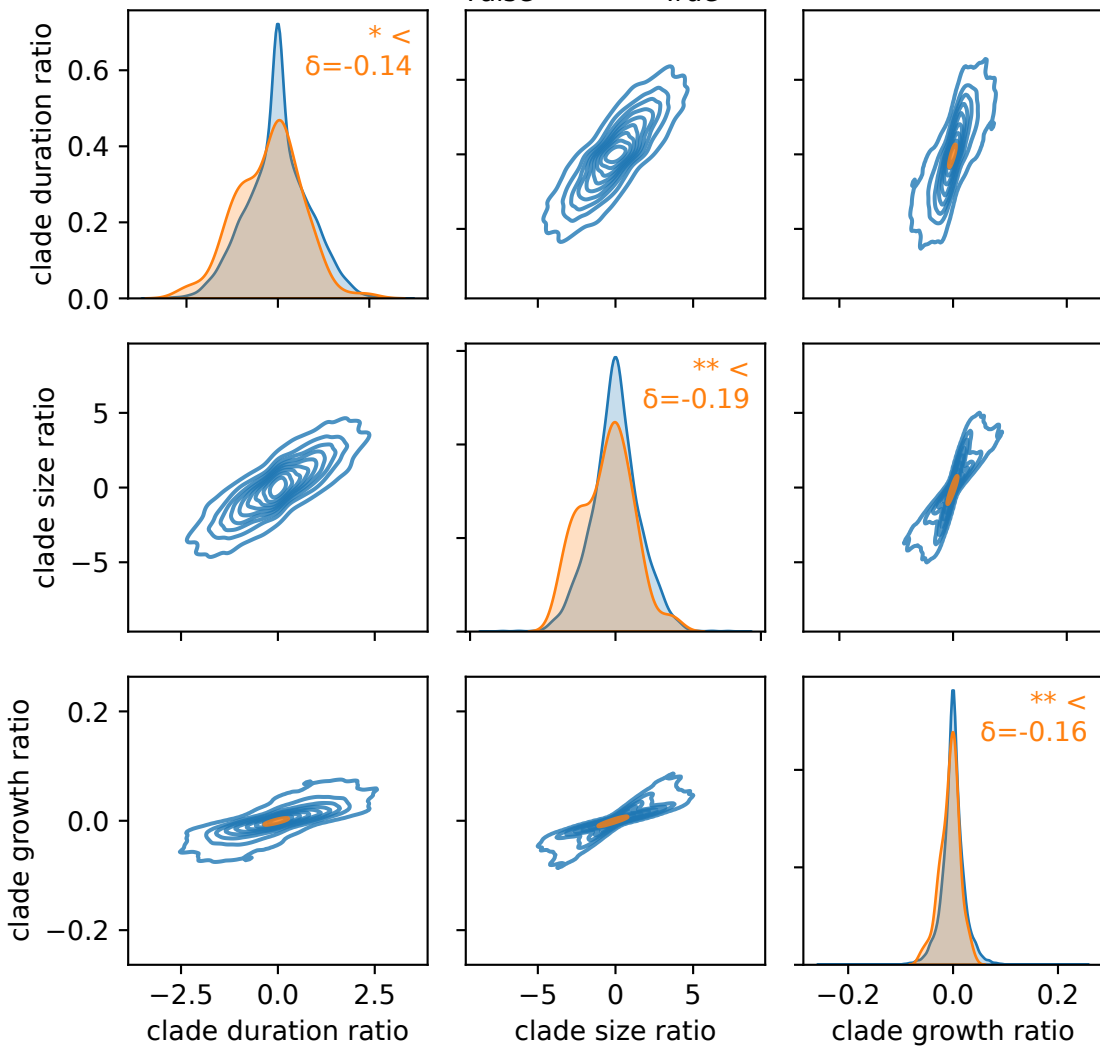 * <
δ=-0.14
clade duration ratio
0.6
0.4
0.2
0.0
** <
δ=-0.19
clade size ratio
5
0
−5
** <
δ=-0.16
clade growth ratio
0.2
0.0
−0.2
−2.5 0.0 2.5 −5 0 5 −0.2 0.0 0.2
clade duration ratio clade size ratio clade growth ratio